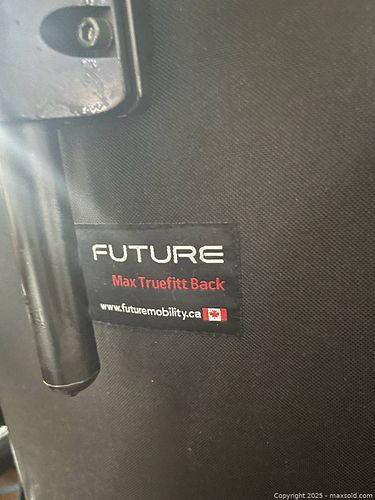 FUTURE
Max Truefitt Back
www.futuremobility.ca
Copyright 2025 - maxsold.com